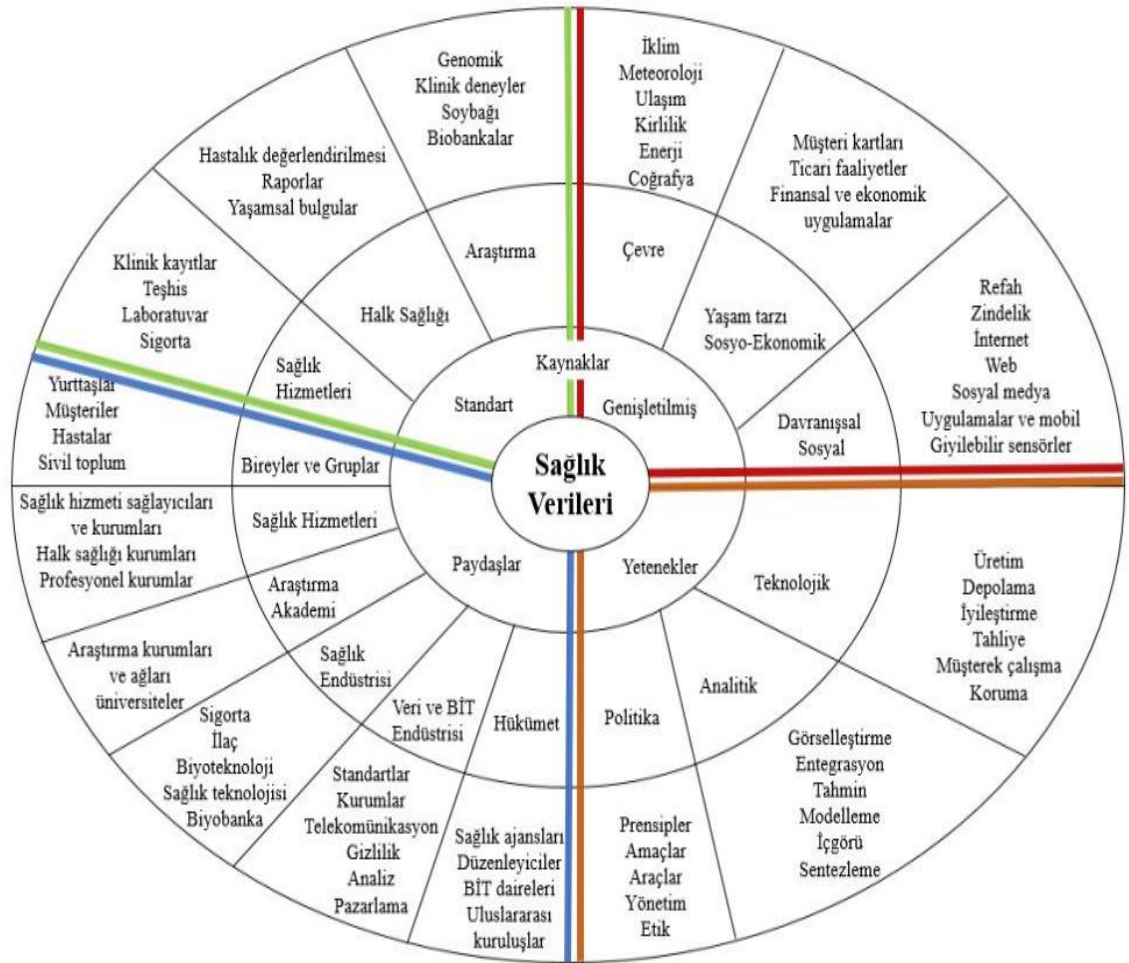 Genomik
Klinik deneyler
Soybağı
Biobankalar
İklim
Meteoroloji
Ulaşım
Kirlilik
Enerji
Coğrafya
Müşteri kartları
Ticari faaliyetler
Finansal ve ekonomik
uygulamalar
Hastalık değerlendirilmesi
Raporlar
Yaşamsal bulgular
Araştırma
Çevre
Klinik kayıtlar
Teşhis
Laboratuvar
Sigorta
Halk Sağlığı
Yaşam tarzı
Sosyo-Ekonomik
Refah
Zindelik
İnternet
Web
Sosyal medya
Uygulamalar ve mobil
Giyilebilir sensörler
Sağlık
Hizmetleri
Kaynaklar
Standart
Genişletilmiş
Davranışsal
Sosyal
Yurttaşlar
Müşteriler
Hastalar
Sivil toplum
Bireyler ve Gruplar
Sağlık
Verileri
Sağlık hizmeti sağlayıcıları
ve kurumları
Halk sağlığı kurumları
Profesyonel kurumlar
Sağlık Hizmetleri
Paydaşlar
Yetenekler
Teknolojik
Üretim
Depolama
İyileştirme
Tahliye
Müşterek çalışma
Koruma
Araştırma
Akademi
Araştırma kurumları
ve ağları
üniversiteler
Sağlık
Endüstrisi
Veri ve BİT
Endüstrisi
Hükümet
Politika
Analitik
Sigorta
İlaç
Biyoteknoloji
Sağlık teknolojisi
Biyobanka
Standartlar
Kurumlar
Telekomünikasyon
Gizlilik
Analiz
Pazarlama
Sağlık ajansları
Düzenleyiciler
BİT daireleri
Uluslararası
kuruluşlar
Prensipler
Amaçlar
Araçlar
Yönetim
Etik
Görselleştirme
Entegrasyon
Tahmin
Modelleme
İçgörü
Sentezleme